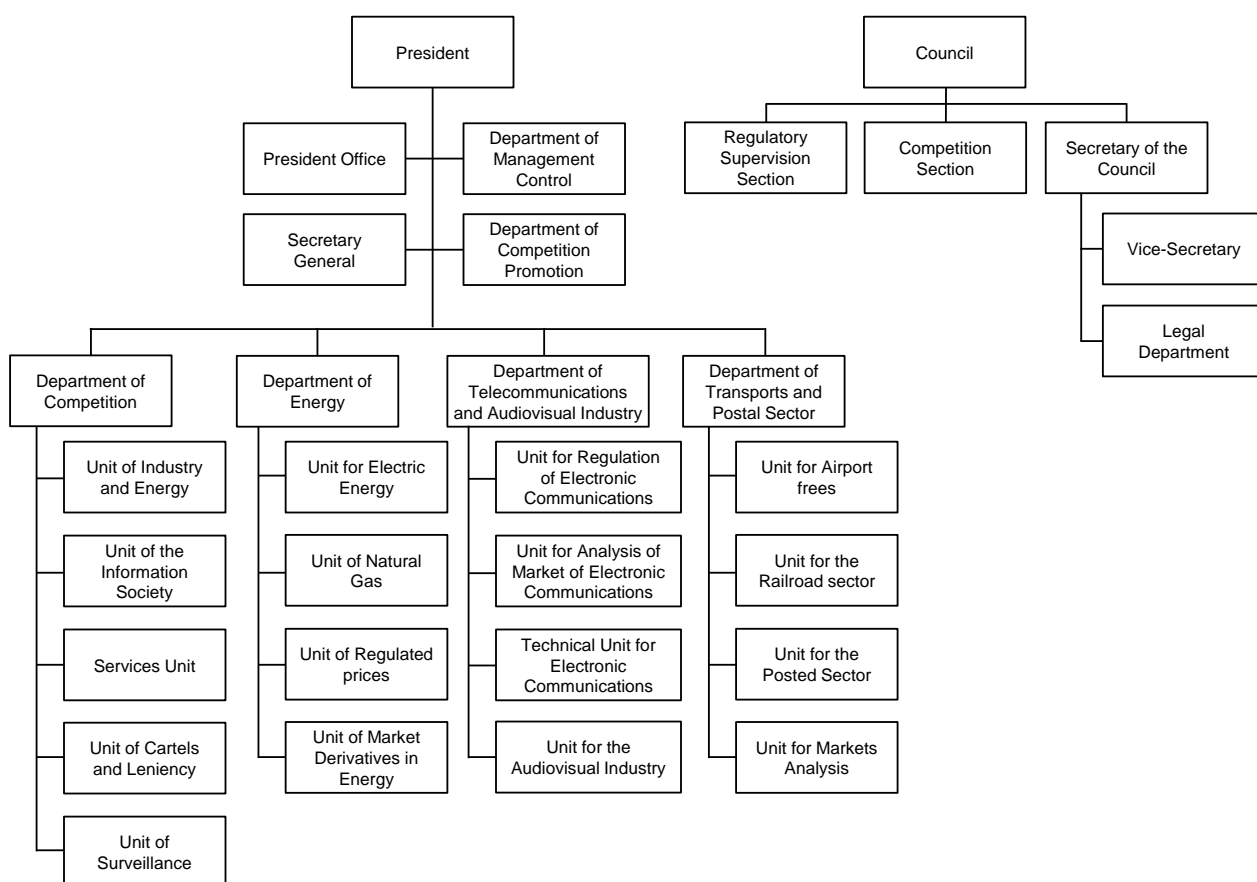 President
Council
President Office
Department of
Management
Control
Regulatory
Supervision
Section
Competition
Section
Secretary of the
Council
Secretary
General
Department of
Competition
Promotion
Vice-Secretary
Legal
Department
Department of
Competition
Department of
Energy
Department of
Telecommunications
and Audiovisual Industry
Department of
Transports and
Postal Sector
Unit of Industry
and Energy
Unit for Electric
Energy
Unit for Regulation
of Electronic
Communications
Unit for Airport
frees
Unit of the
Information
Society
Unit of Natural
Gas
Unit for Analysis of
Market of Electronic
Communications
Unit for the
Railroad sector
Services Unit
Unit of Regulated
prices
Technical Unit for
Electronic
Communications
Unit for the
Posted Sector
Unit of Cartels
and Leniency
Unit of Market
Derivatives in
Energy
Unit for the
Audiovisual Industry
Unit for Markets
Analysis
Unit of
Surveillance